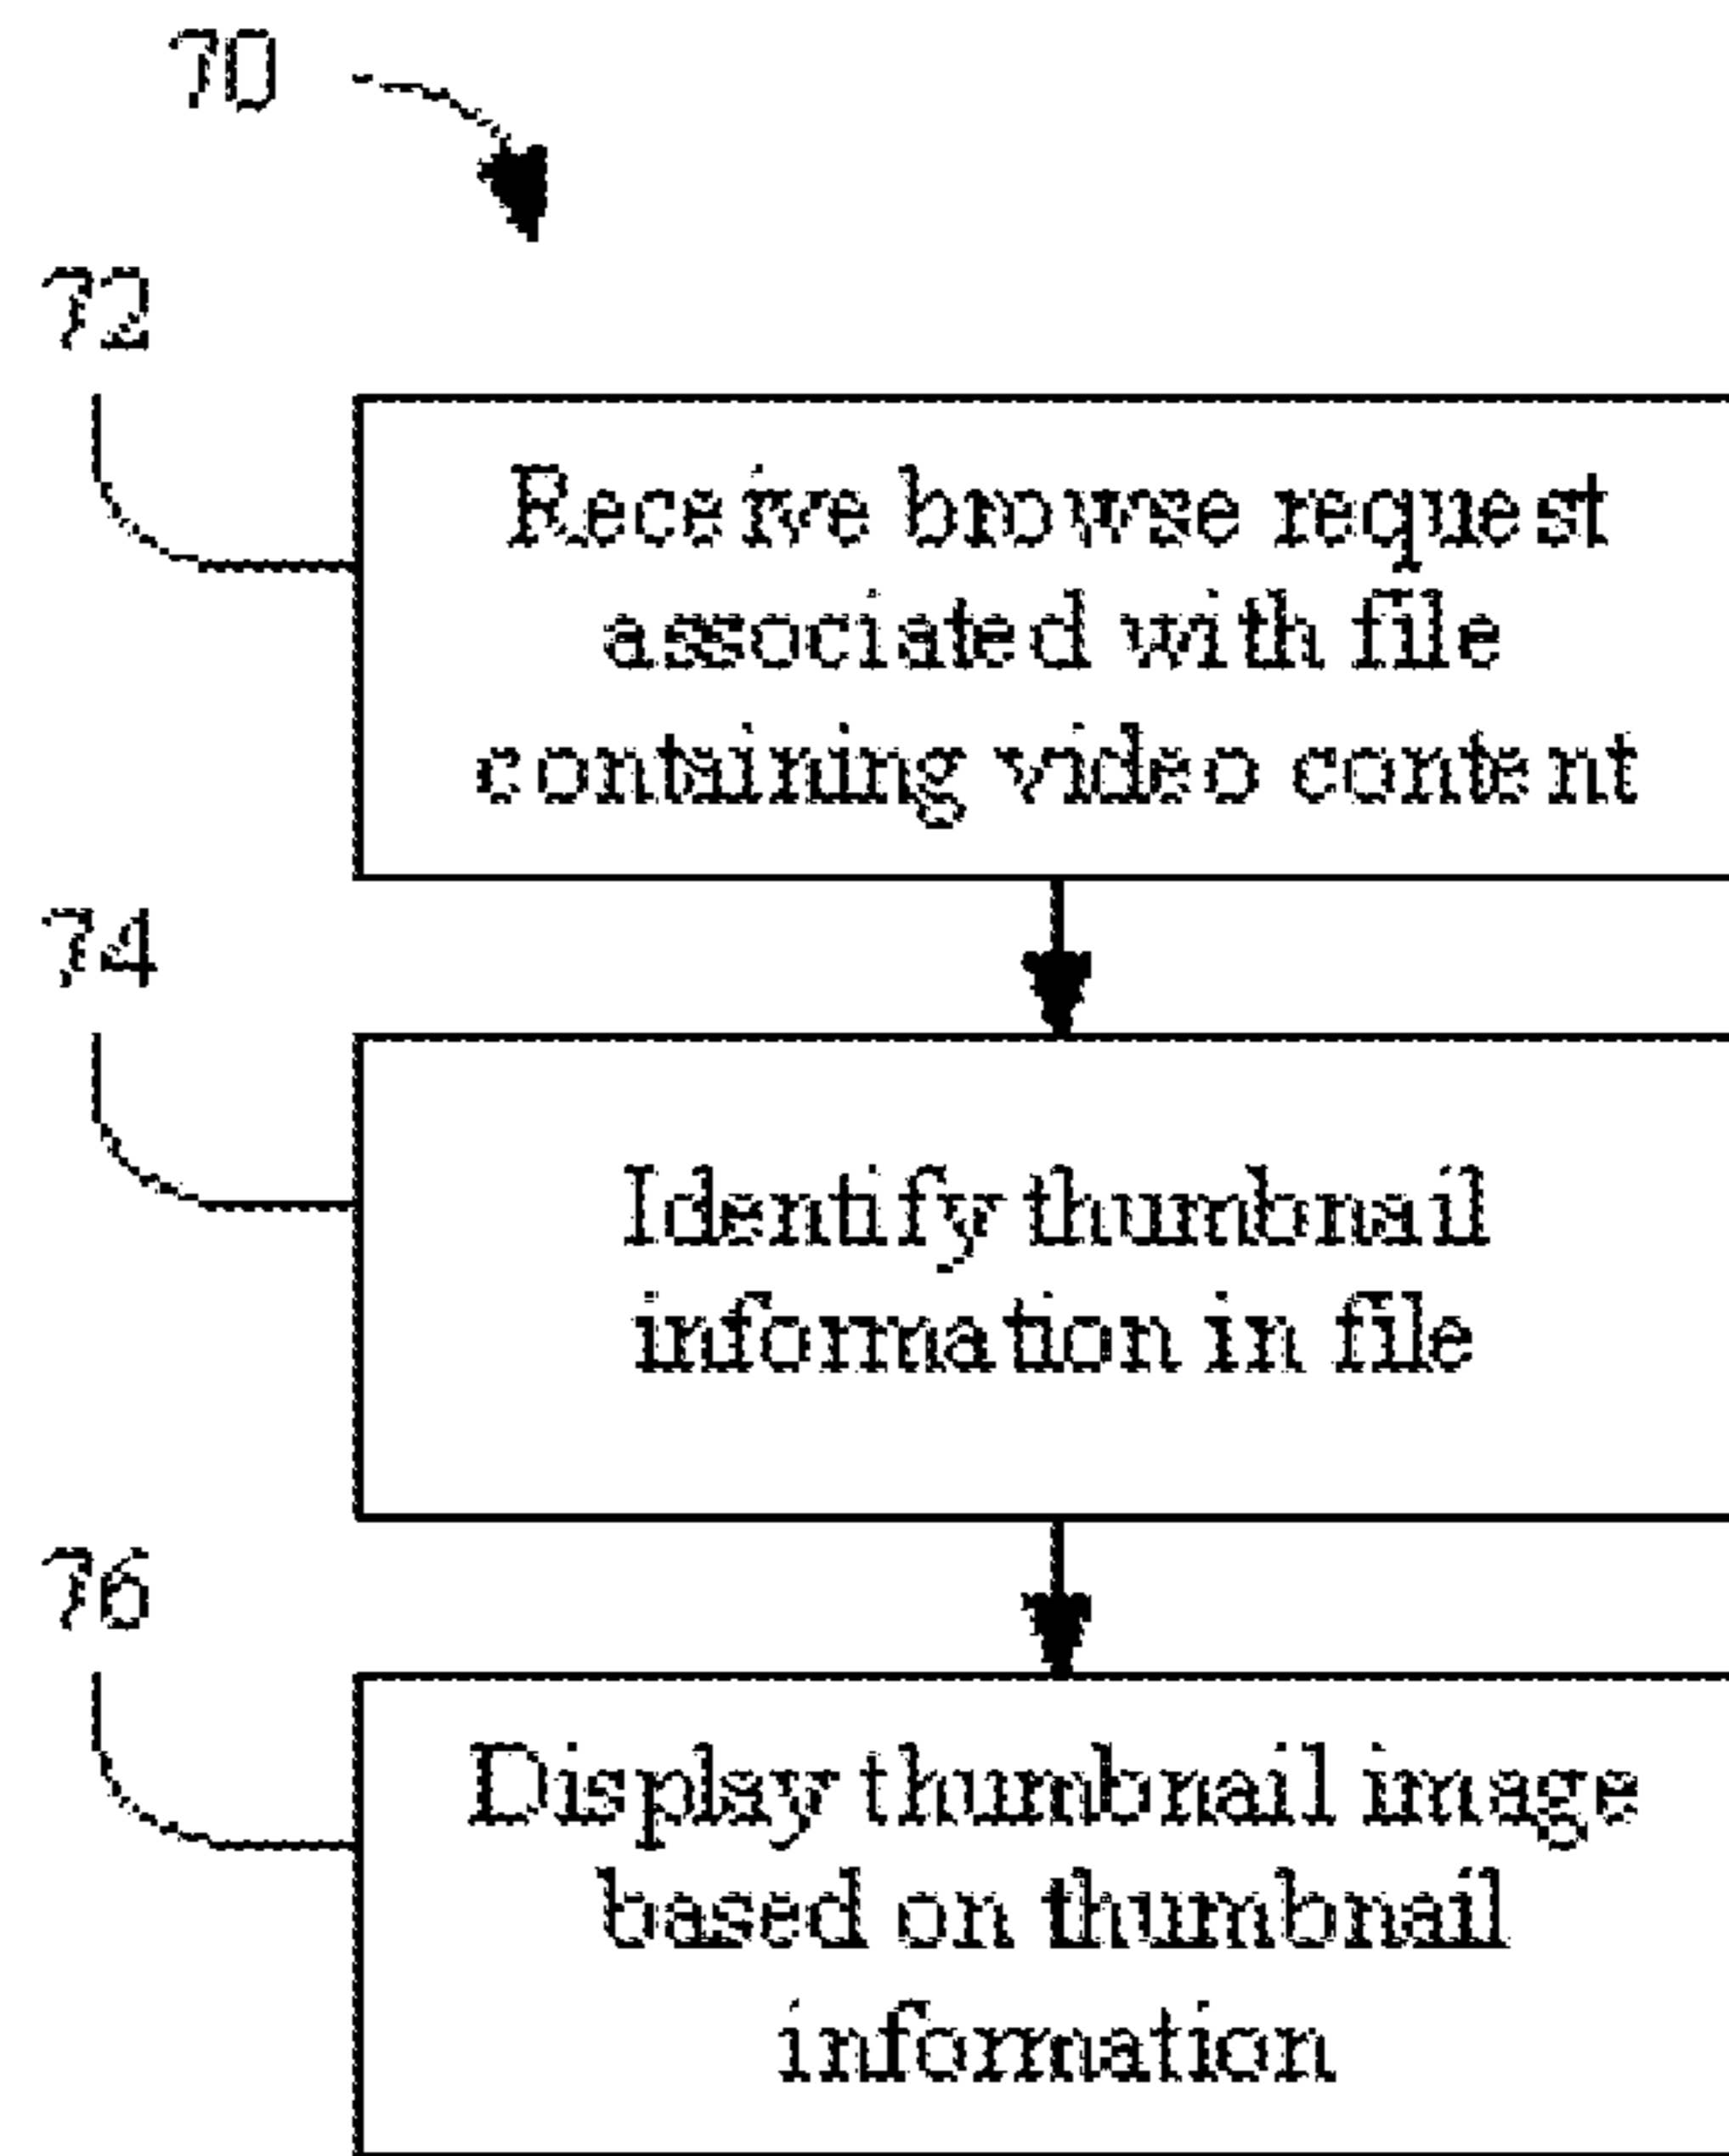 70
72
Receive browse request
associated with file
containing video content
74
Identify thumbnail
information in file
76
Display thumbnail image
based on thumbnail
information